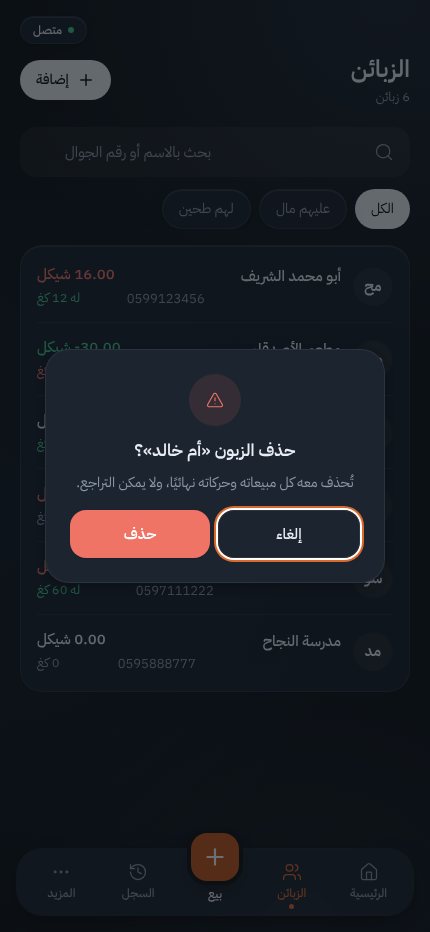 متصل
الزبائن
إضافة
6 زبائن
بحث بالاسم أو رقم الجوال
الكل
عليهم مال
لهم طحين
مح
أبو محمد الشريف
16.00 شيكل
0599123456
له 12 كغ
-30.00 شيكل
حذف الزبون «أم خالد»؟
تُحذف معه كل مبيعاته وحركاته نهائيًا، ولا يمكن التراجع.
إلغاء
حذف
0597111222
له 60 كغ
مد
مدرسة النجاح
0.00 شيكل
0595888777
0 كغ
الرئيسية
الزبائن
بيع
السجل
المزيد